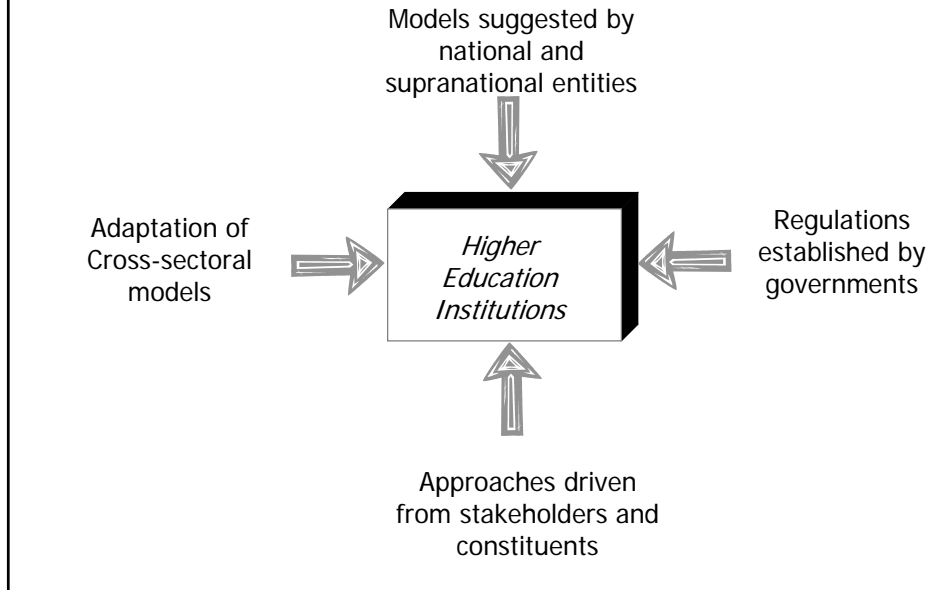 Models suggested by
national and
supranational entities
Adaptation of
Cross-sectoral
models
Higher
Education
Institutions
Regulations
established by
governments
Approaches driven
from stakeholders and
constituents